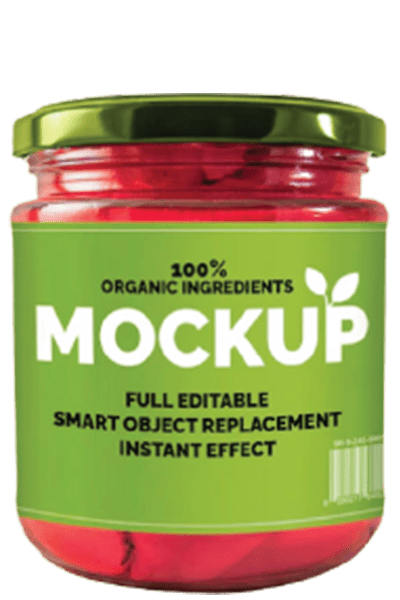 100%
ORGANIC INGREDIENTS
MOCKUP
FULL EDITABLE
SMART OBJECT REPLACEMENT
INSTANT EFFECT